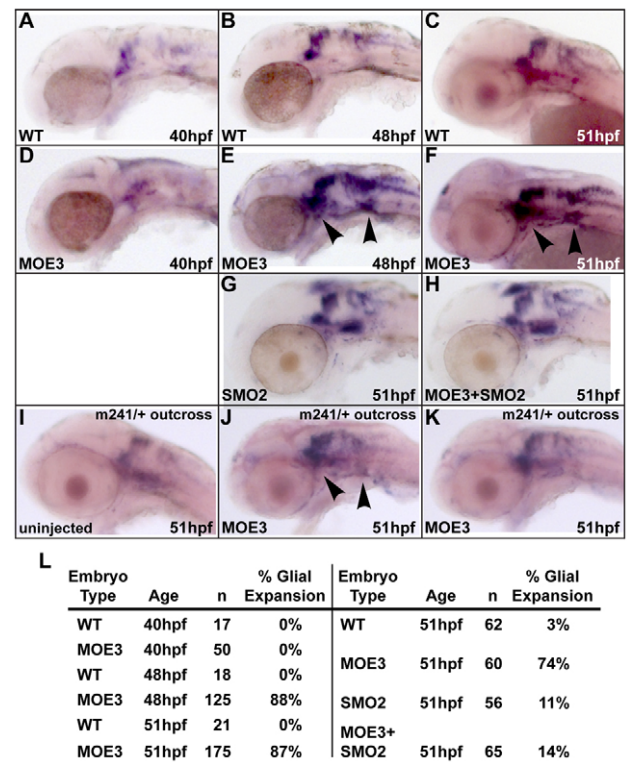 A B C
WT 40hpf WT 48hpf WT 51hpf
D E F
MOE3 40hpf MOE3 48hpf MOE3 51hpf
G H
SMO2 51hpf MOE3+SMO2 51hpf
I m241/+ outcross J m241/+ outcross K m241/+ outcross
uninjected 51hpf MOE3 51hpf MOE3 51hpf
L
Embryo % Glial Embryo % Glial
Type Age n Expansion Type Age n Expansion
WT 40hpf 17 0% WT 51hpf 62 3%
MOE3 40hpf 50 0%
MOE3 51hpf 60 74%
WT 48hpf 18 0%
MOE3 48hpf 125 88% SMO2 51hpf 56 11%
WT 51hpf 21 0% MOE3+
MOE3 51hpf 175 87% SMO2 51hpf 65 14%